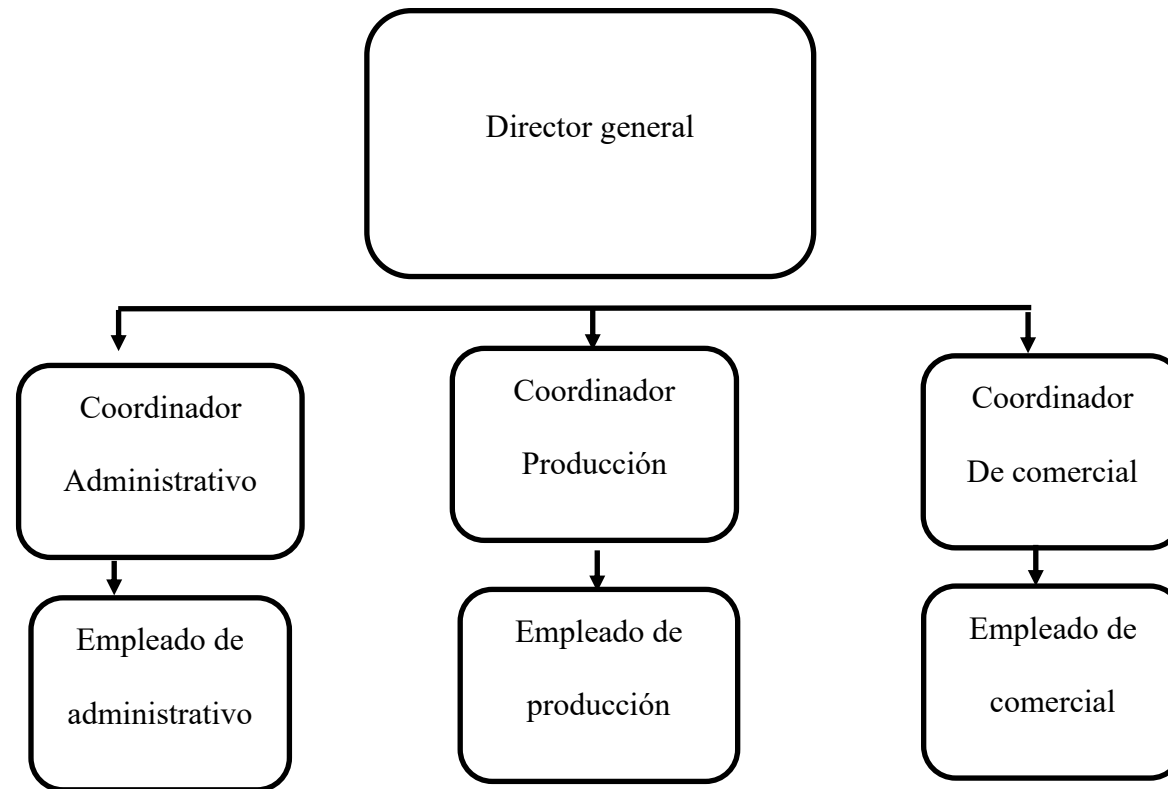 Director general
Coordinador
Administrativo
Coordinador
Producción
Coordinador
De comercial
Empleado de
administrativo
Empleado de
producción
Empleado de
comercial